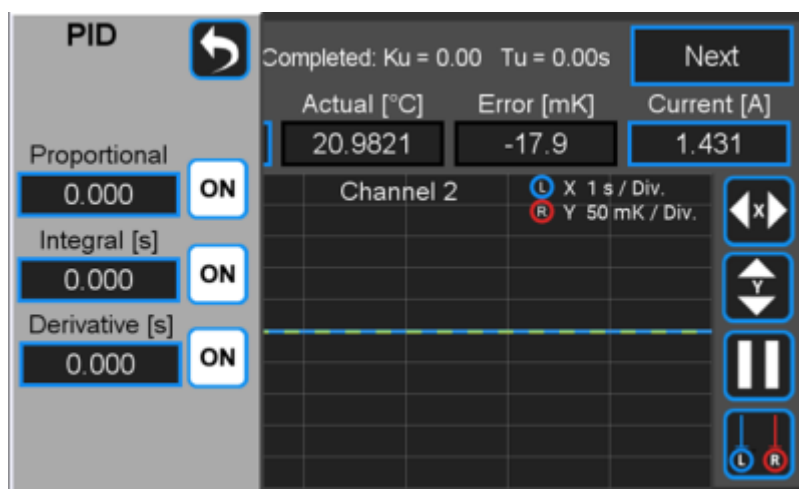 PID
Completed: Ku = 0.00 Tu = 0.00s
Next
Actual [°C]
Error [mK]
Current [A]
20.9821
-17.9
1.431
Proportional
0.000
ON
Integral [s]
0.000
ON
Derivative [s]
0.000
ON
Channel 2
L X 1 s / Div.
R Y 50 mK / Div.
X
Y
L R